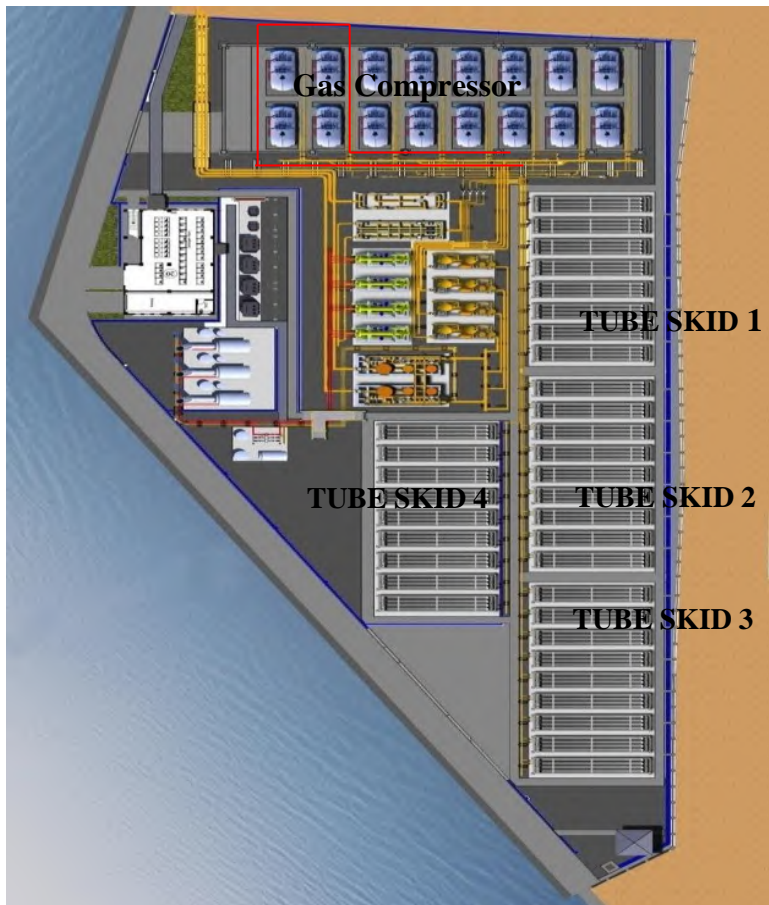 Gas Compressor
TUBE SKID 1
TUBE SKID 4
TUBE SKID 2
TUBE SKID 3